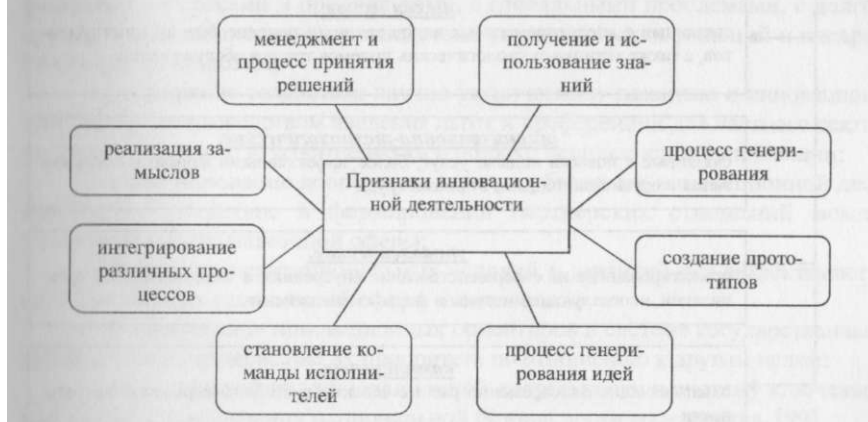 менеджмент и
процесс принятия
решений
получение и ис-
пользование зна-
ний
реализация за-
мыслов
Признаки инновацион-
ной деятельности
процесс генери-
рования
интегрирование
различных про-
цессов
создание прото-
типов
становление ко-
манды исполни-
телей
процесс генери-
рования идей